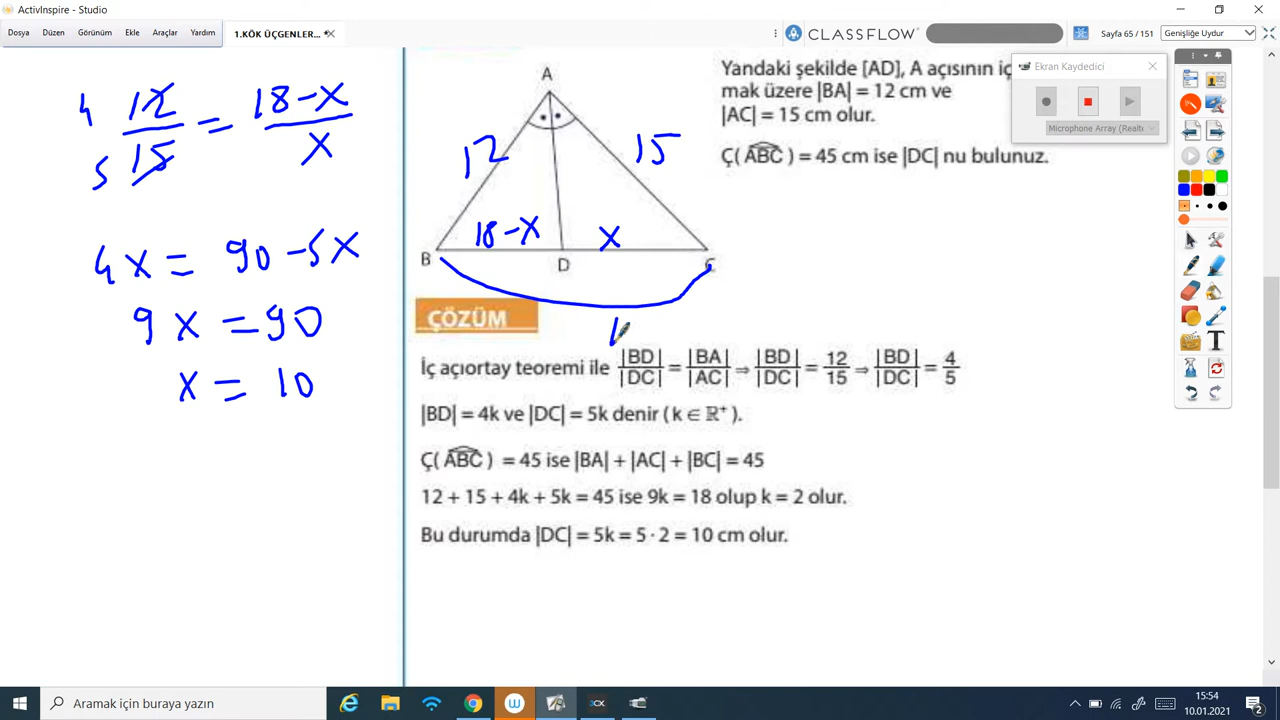 ActivInspire - Studio
Dosya Düzen Görünüm Ekle Araçlar Yardım
1.KÖK ÜÇGENLER...
CLASSFLOW
Sayfa 65 / 151
Genişliğe Uydur
Ekran Kaydedici
Microphone Array (Realt
4 12/15 = 18-x/x
5
4x = 90 -5x
9x = 90
x = 10
A
12
15
18-x
x
B
D
C
Yandaki şekilde [AD], A açısının iç
mak üzere |BA| = 12 cm ve
|AC| = 15 cm olur.
Ç(ABC) = 45 cm ise |DC| nu bulunuz.
ÇÖZÜM
İç açıortay teoremi ile |BD|/|DC| = |BA|/|AC| ⇒ |BD|/|DC| = 12/15 ⇒ |BD|/|DC| = 4/5
|BD| = 4k ve |DC| = 5k denir ( k ∈ ℝ⁺ ).
Ç(ABC) = 45 ise |BA| + |AC| + |BC| = 45
12 + 15 + 4k + 5k = 45 ise 9k = 18 olup k = 2 olur.
Bu durumda |DC| = 5k = 5 · 2 = 10 cm olur.
Aramak için buraya yazın
15:54
10.01.2021
2